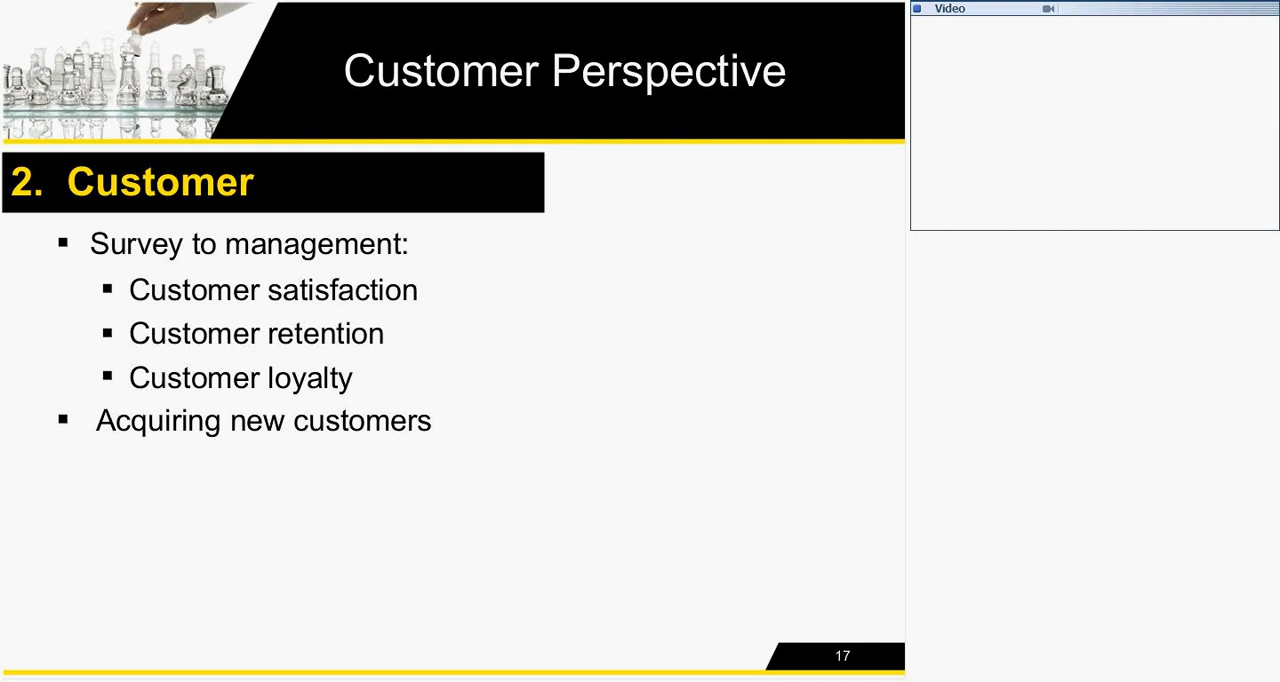 Customer Perspective
Video
2. Customer
▪ Survey to management:
▪ Customer satisfaction
▪ Customer retention
▪ Customer loyalty
▪ Acquiring new customers
17